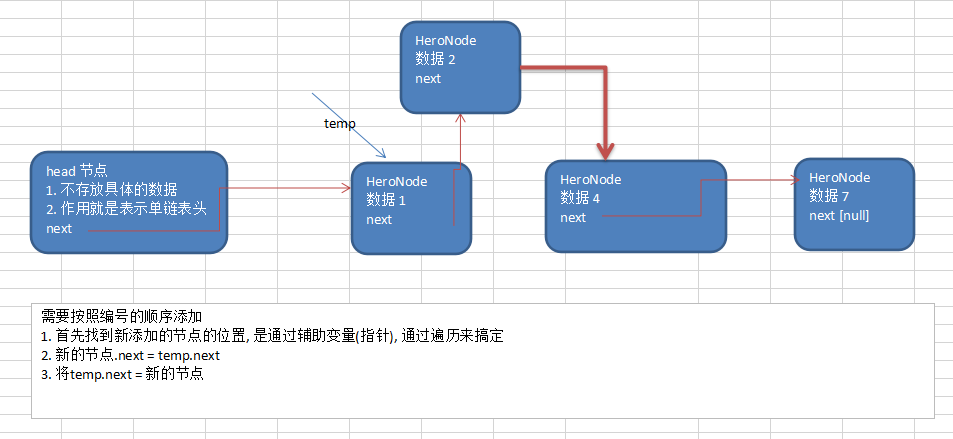 HeroNode
数据 2
next
temp
head 节点
1. 不存放具体的数据
2. 作用就是表示单链表头
next
HeroNode
数据 1
next
HeroNode
数据 4
next
HeroNode
数据 7
next [null]
需要按照编号的顺序添加
1. 首先找到新添加的节点的位置, 是通过辅助变量(指针), 通过遍历来搞定
2. 新的节点.next = temp.next
3. 将temp.next = 新的节点